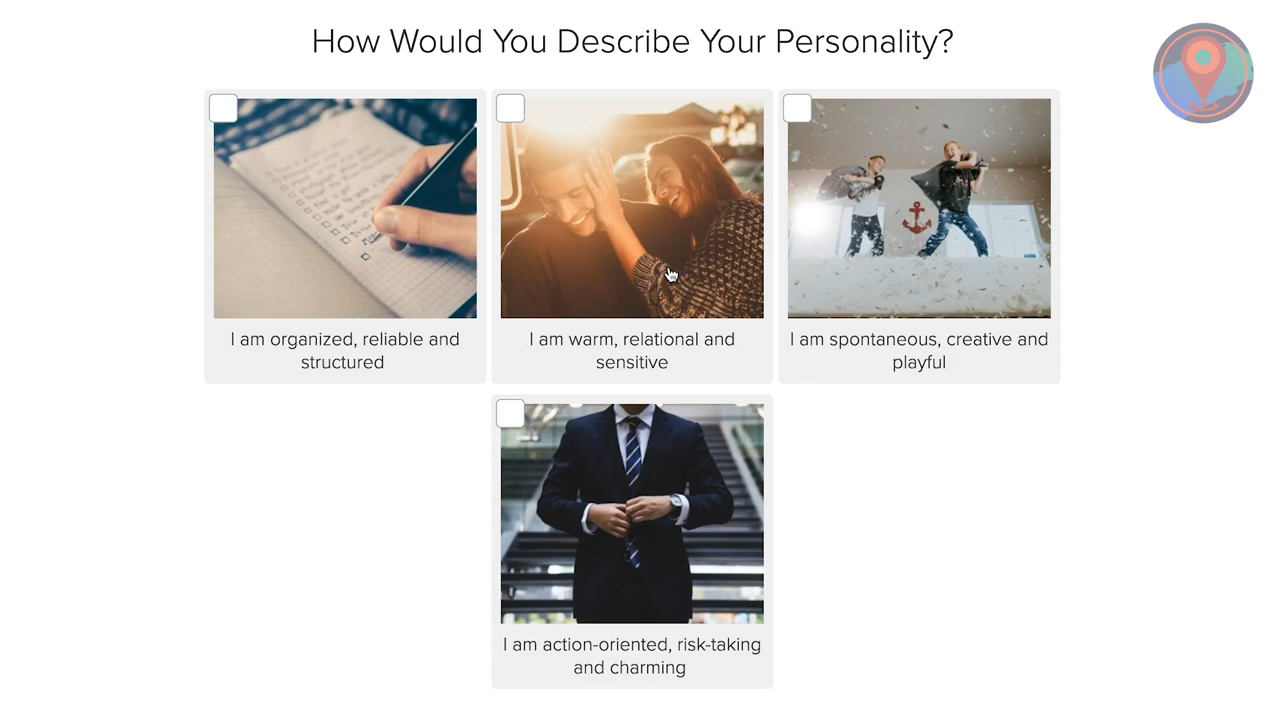 How Would You Describe Your Personality?
I am organized, reliable and
structured
I am warm, relational and
sensitive
I am spontaneous, creative and
playful
I am action-oriented, risk-taking
and charming